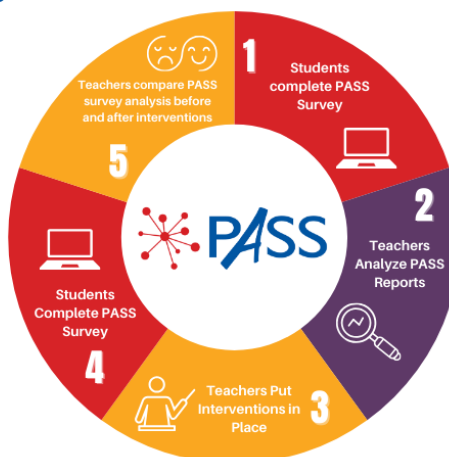 1
Students
complete PASS
Survey
2
Teachers
Analyze PASS
Reports
3
Teachers Put
Interventions in
Place
4
Students
Complete PASS
Survey
5
Teachers compare PASS
survey analysis before
and after interventions
PASS